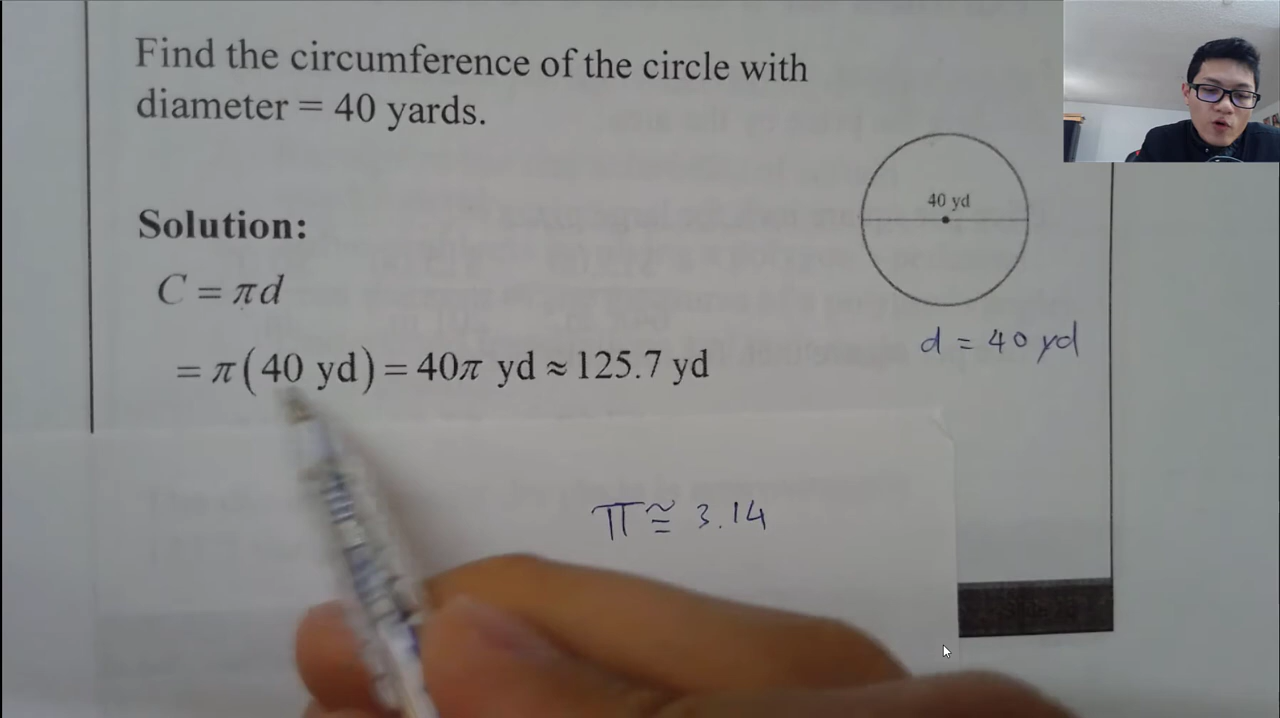 Find the circumference of the circle with
diameter = 40 yards.
40 yd
Solution:
C = πd
d = 40 yd
= π(40 yd) = 40π yd ≈ 125.7 yd
π ≅ 3.14